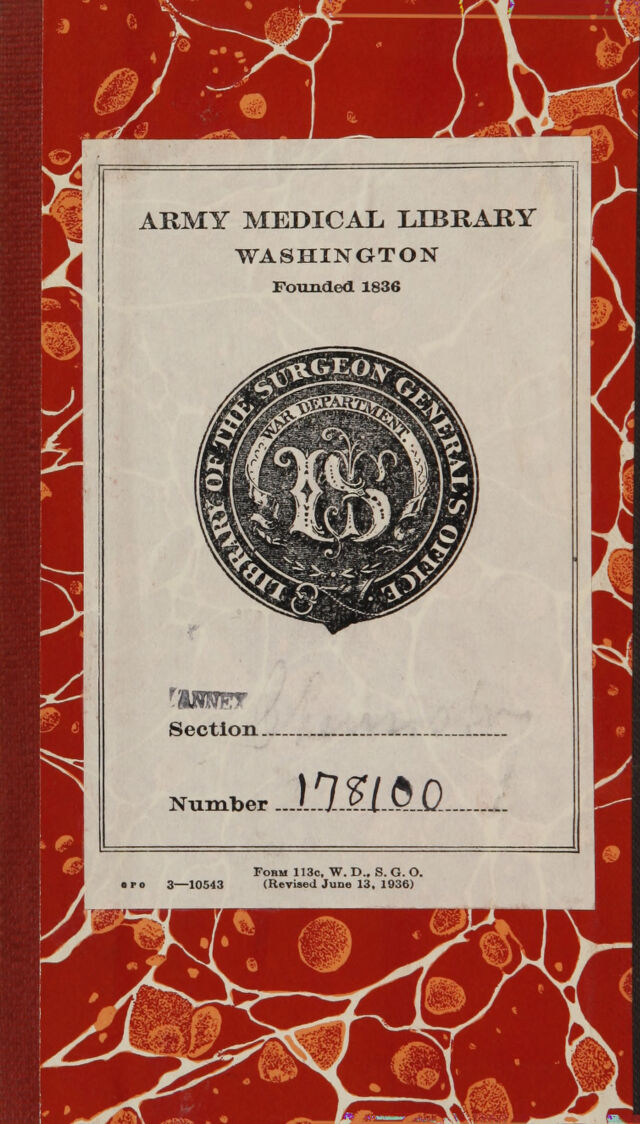 ARMY MEDICAL LIBRARY
WASHINGTON
Founded 1836
LIBRARY OF THE SURGEON GENERAL'S OFFICE
WAR DEPARTMENT.
ANNEX
Section
Number 178100
FORM 113c, W. D., S. G. O.
GPO 3—10543 (Revised June 13, 1936)